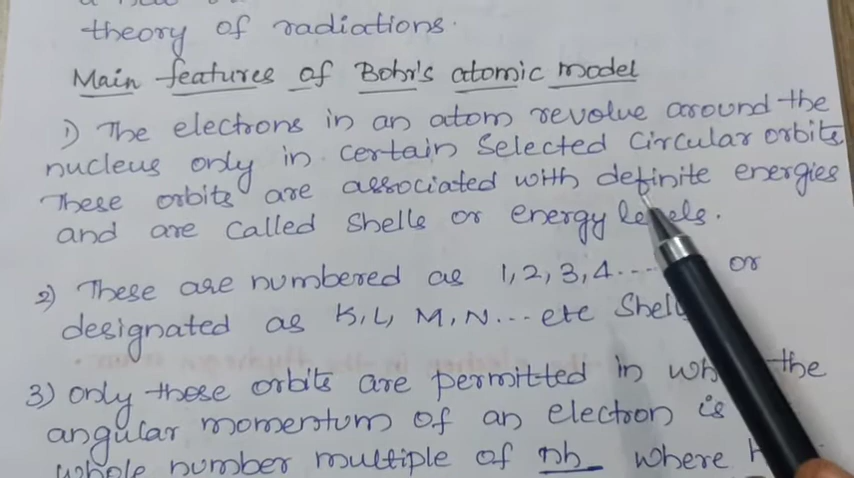 theory of radiations.
Main features of Bohr's atomic model
1) The electrons in an atom revolve around the
nucleus only in certain Selected Circular orbits
These orbits are associated with definite energies
and are Called Shells or energy levels.
2) These are numbered as 1, 2, 3, 4.... or
designated as K, L, M, N... etc Shell
3) only those orbits are permitted in the
angular momentum of an electron is
whole number multiple of nh where